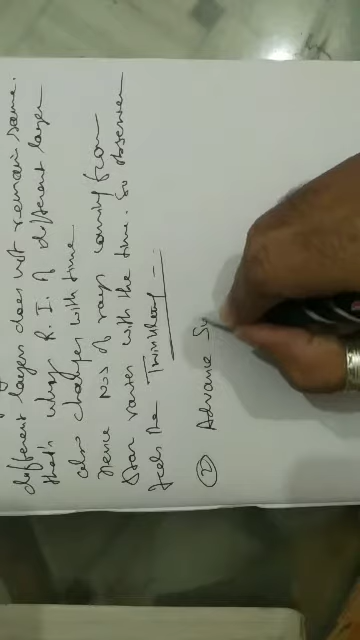 different layers does not remain same.
that's why R. I. of different layer
also changes with time
Hence Nos of rays coming from
Star varies with the time. So observer
feels the Twinkling -
(2) Advance Su